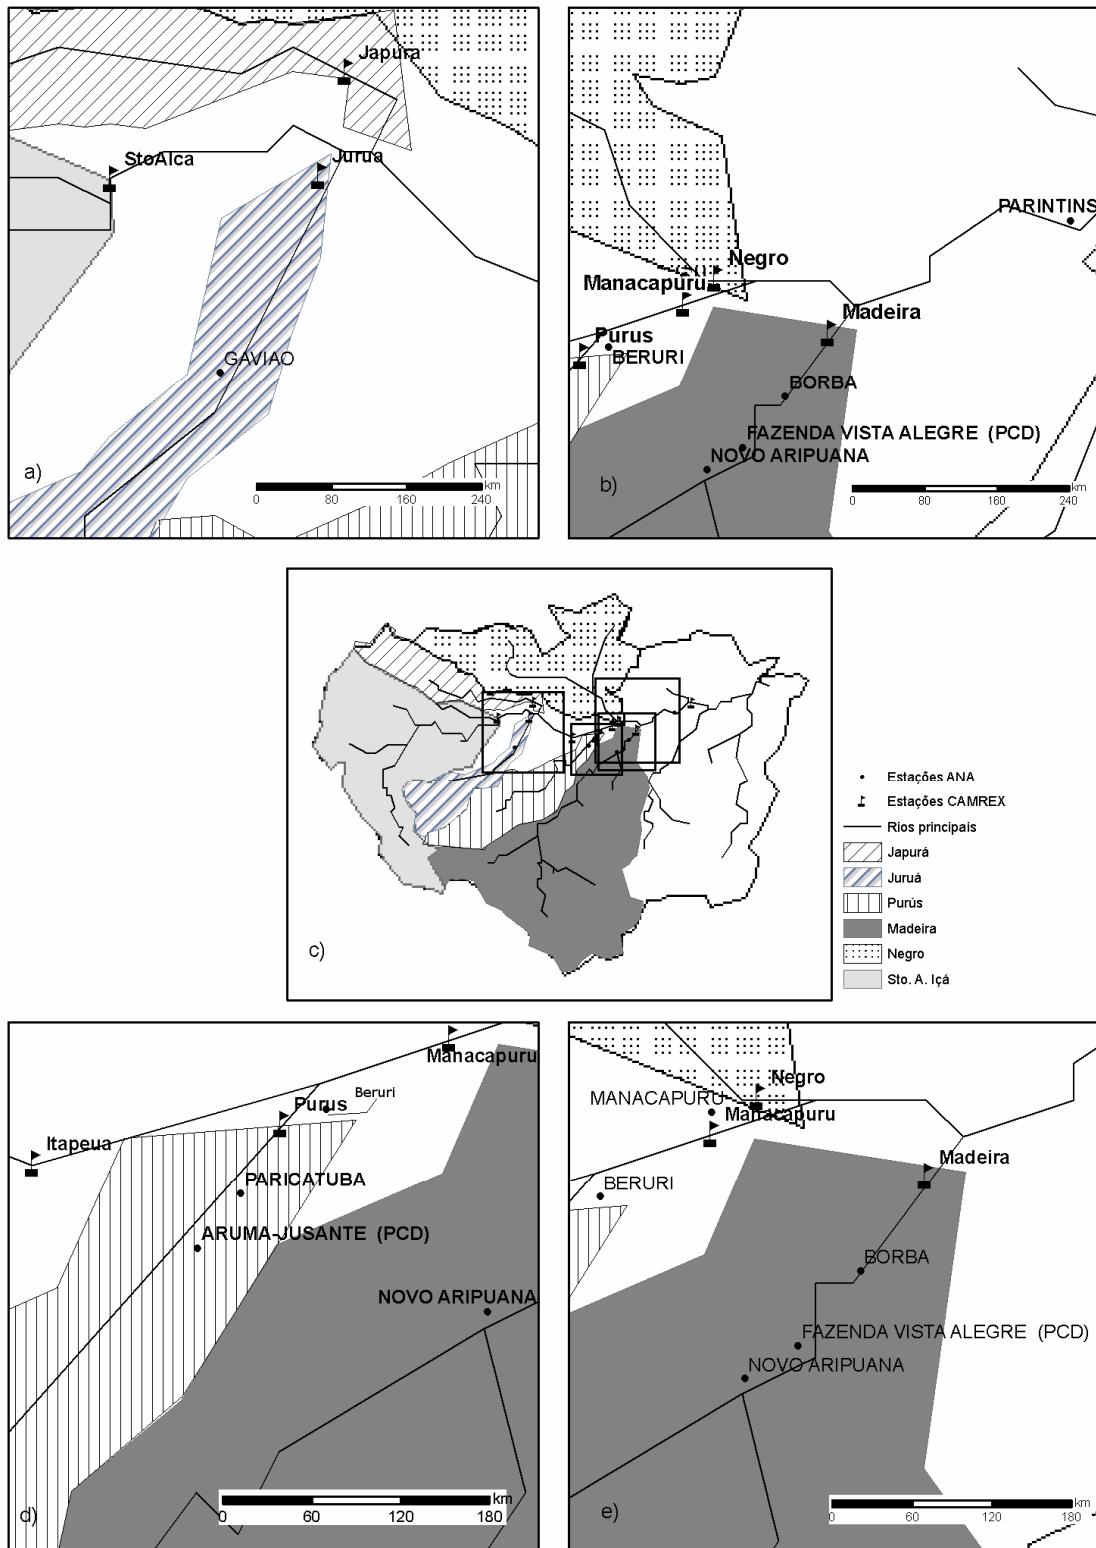 Japura
StoAlca
Jurua
GAVIAO
a)
km
0 80 160 240
PARINTINS
Negro
Manacapuru
Madeira
Purus
BERURI
BORBA
FAZENDA VISTA ALEGRE (PCD)
NOVO ARIPUANA
b)
km
0 80 160 240
c)
Estações ANA
Estações CAMREX
Rios principais
Japurá
Juruá
Purús
Madeira
Negro
Sto. A. Içá
Manacapuru
Beruri
Purus
Itapeua
PARICATUBA
ARUMA-JUSANTE (PCD)
NOVO ARIPUANA
d)
km
0 60 120 180
Negro
MANACAPURU
Manacapuru
Madeira
BERURI
BORBA
FAZENDA VISTA ALEGRE (PCD)
NOVO ARIPUANA
e)
km
0 60 120 180